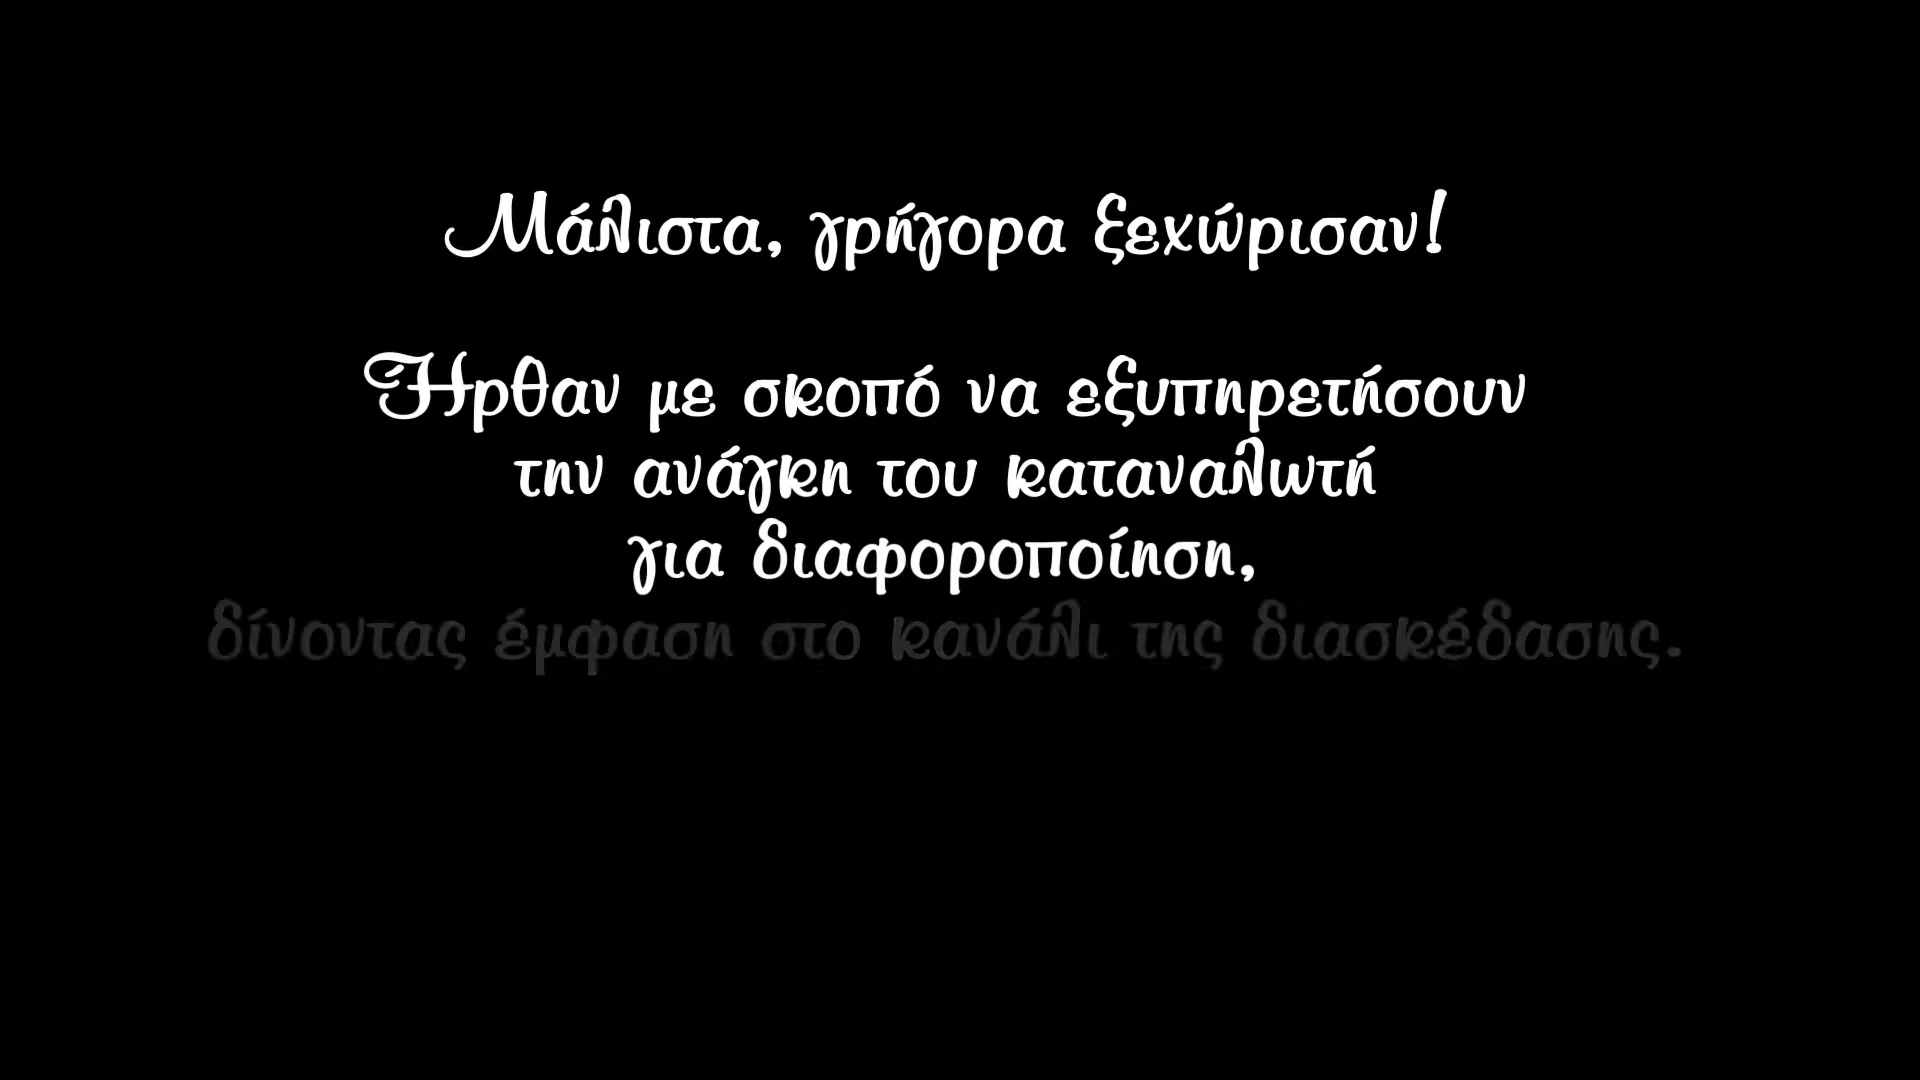 Μάλιστα, γρήγορα ξεχώρισαν!
Ήρθαν με σκοπό να εξυπηρετήσουν
την ανάγκη του καταναλωτή
για διαφοροποίηση,
δίνοντας έμφαση στο κανάλι της διασκέδασης.